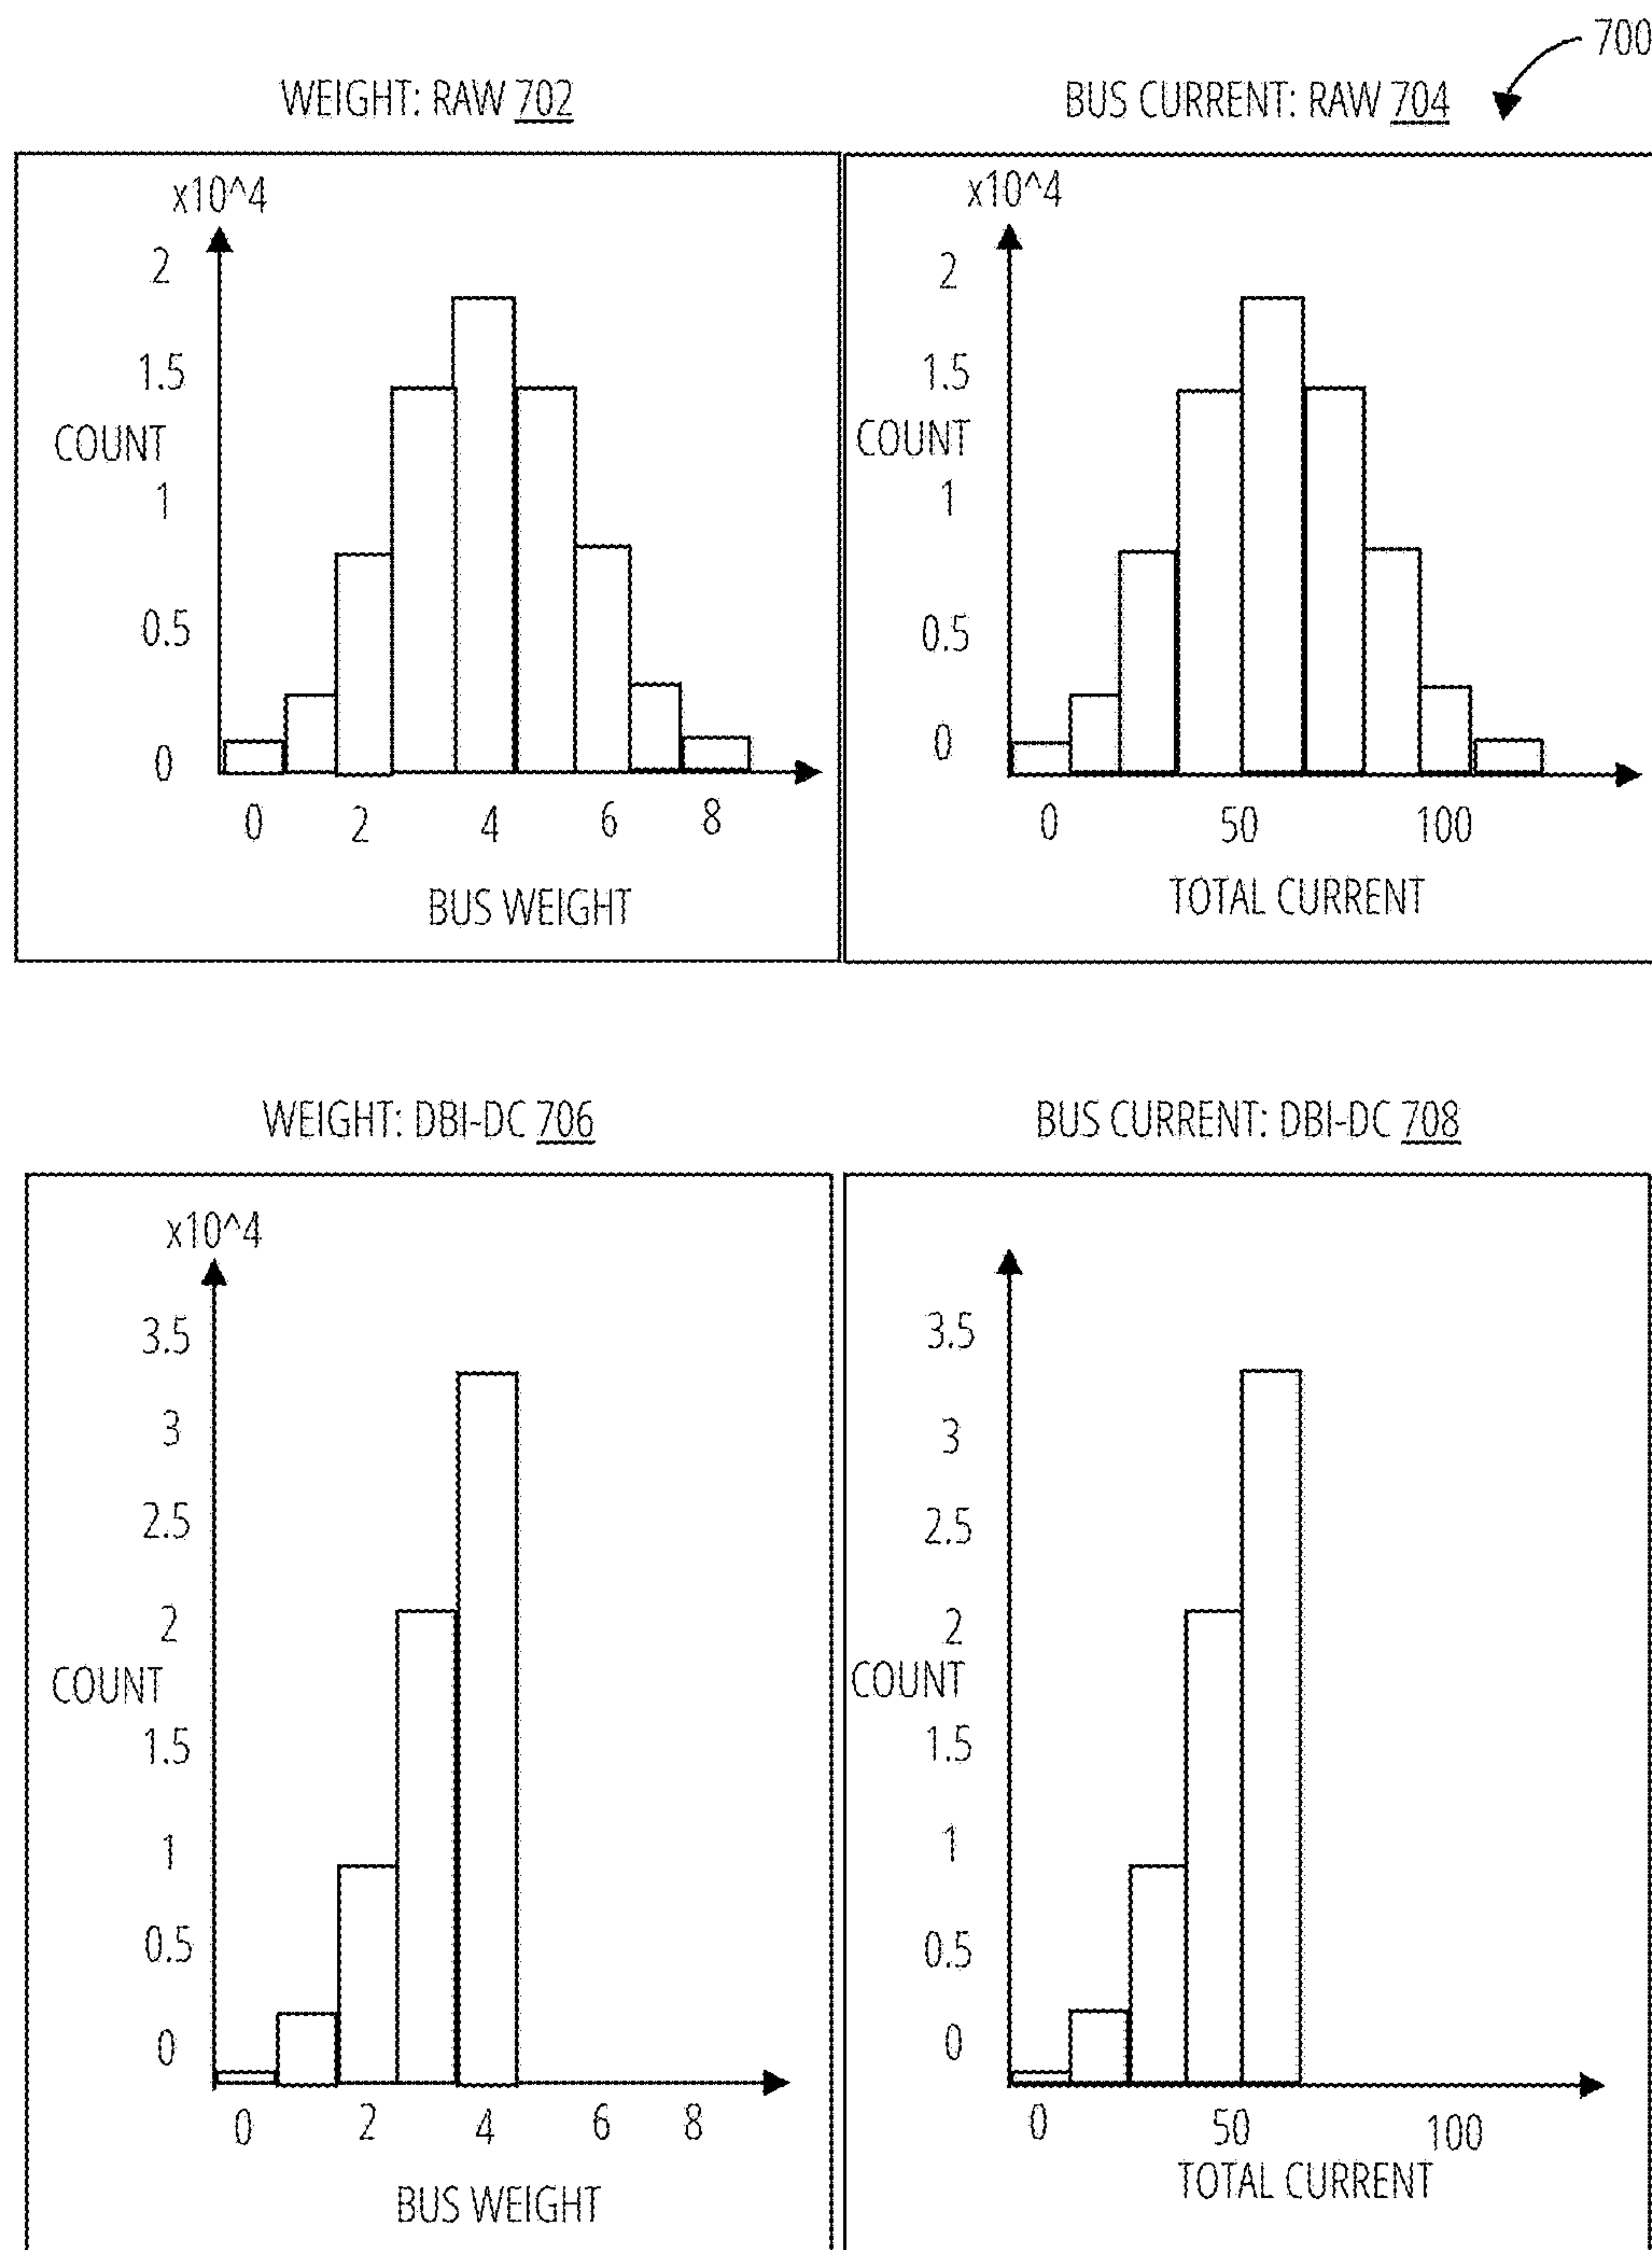 700
WEIGHT: RAW 702
BUS CURRENT: RAW 704
x10^4
2
1.5
COUNT
1
0.5
0
0 2 4 6 8
BUS WEIGHT
x10^4
2
1.5
COUNT
1
0.5
0
0 50 100
TOTAL CURRENT
WEIGHT: DBI-DC 706
BUS CURRENT: DBI-DC 708
x10^4
3.5
3
2.5
2
COUNT
1.5
1
0.5
0
0 2 4 6 8
BUS WEIGHT
3.5
3
2.5
2
COUNT
1.5
1
0.5
0
0 50 100
TOTAL CURRENT